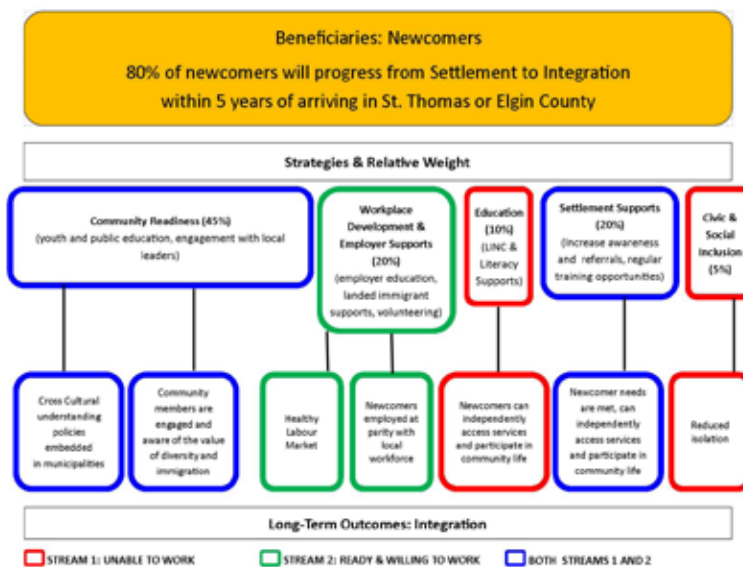 Beneficiaries: Newcomers
80% of newcomers will progress from Settlement to Integration
within 5 years of arriving in St. Thomas or Elgin County
Strategies & Relative Weight
Community Readiness (45%)
(youth and public education, engagement with local
leaders)
Workplace
Development &
Employer Supports
(20%)
(employer education,
landed immigrant
supports, volunteering)
Education
(10%)
(LINC &
Literacy
Supports)
Settlement Supports
(20%)
(Increase awareness
and referrals, regular
training opportunities)
Civic &
Social
Inclusion
(5%)
Cross Cultural
understanding
policies
embedded
in municipalities
Community
members are
engaged and
aware of the value
of diversity and
immigration
Healthy
Labour
Market
Newcomers
employed at
parity with
local
workforce
Newcomers can
independently
access services
and participate in
community life
Newcomer needs
are met, can
independently
access services
and participate in
community life
Reduced
isolation
Long-Term Outcomes: Integration
STREAM 1: UNABLE TO WORK
STREAM 2: READY & WILLING TO WORK
BOTH STREAMS 1 AND 2